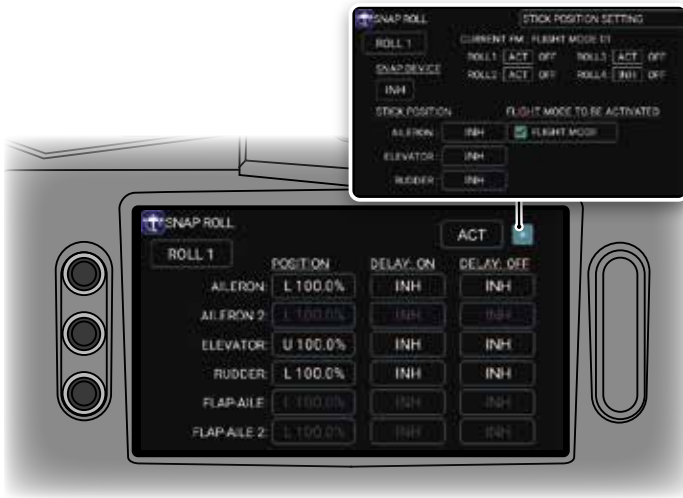 SNAP ROLL STICK POSITION SETTING
ROLL 1 CURRENT FM : FLIGHT MODE 01
ROLL1: ACT OFF ROLL3: ACT OFF
SNAP DEVICE ROLL2: ACT OFF ROLL4: INH OFF
INH
STICK POSITION FLIGHT MODE TO BE ACTIVATED
AILERON: INH FLIGHT MODE
ELEVATOR: INH
RUDDER: INH
SNAP ROLL ACT
ROLL 1
POSITION DELAY: ON DELAY: OFF
AILERON: L 100.0% INH INH
AILERON 2: L 100.0% INH INH
ELEVATOR: U 100.0% INH INH
RUDDER: L 100.0% INH INH
FLAP-AILE: L 100.0% INH INH
FLAP-AILE 2: L 100.0% INH INH